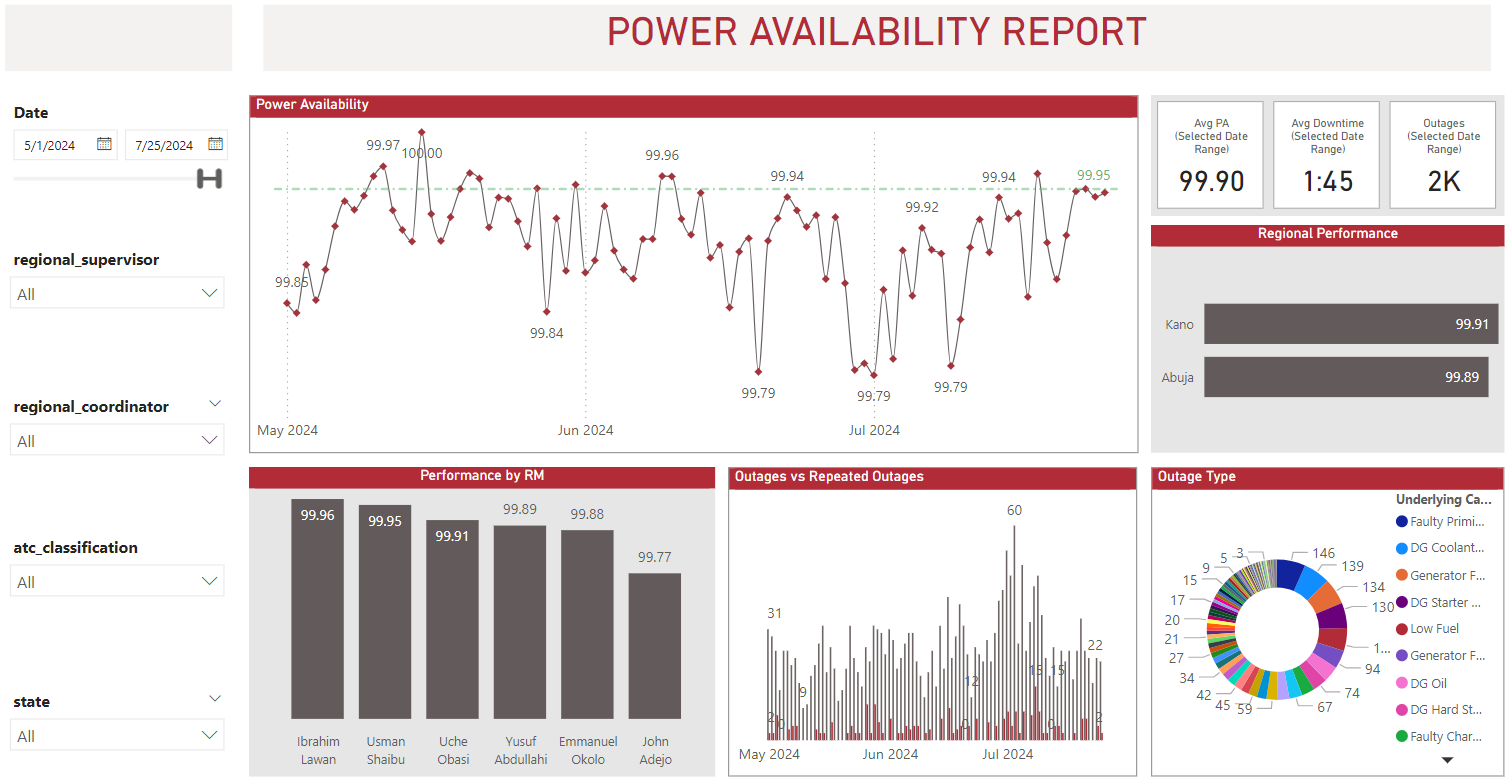 POWER AVAILABILITY REPORT
Date
5/1/2024
7/25/2024
regional_supervisor
All
regional_coordinator
All
atc_classification
All
state
All
Power Availability
99.85
99.97
100.00
99.84
99.96
99.79
99.94
99.79
99.92
99.79
99.94
99.95
May 2024
Jun 2024
Jul 2024
Avg PA
(Selected Date
Range)
99.90
Avg Downtime
(Selected Date
Range)
1:45
Outages
(Selected Date
Range)
2K
Regional Performance
Kano
99.91
Abuja
99.89
Performance by RM
99.96
99.95
99.91
99.89
99.88
99.77
Ibrahim
Lawan
Usman
Shaibu
Uche
Obasi
Yusuf
Abdullahi
Emmanuel
Okolo
John
Adejo
Outages vs Repeated Outages
31
60
22
9
12
15
15
2
0
0
0
2
May 2024
Jun 2024
Jul 2024
Outage Type
3
5
9
15
17
20
21
27
34
42
45
59
67
74
94
1...
130
134
139
146
Underlying Ca...
Faulty Primi...
DG Coolant...
Generator F...
DG Starter ...
Low Fuel
Generator F...
DG Oil
DG Hard St...
Faulty Char...